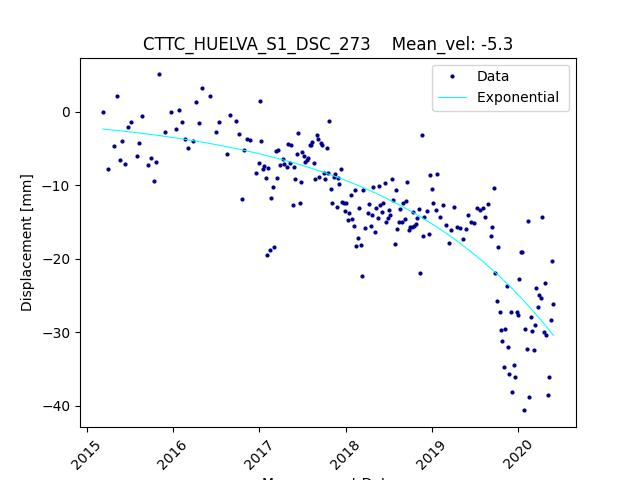 CTTC_HUELVA_S1_DSC_273 Mean_vel: -5.3
Data
Exponential
Displacement [mm]
0
−10
−20
−30
−40
2015
2016
2017
2018
2019
2020